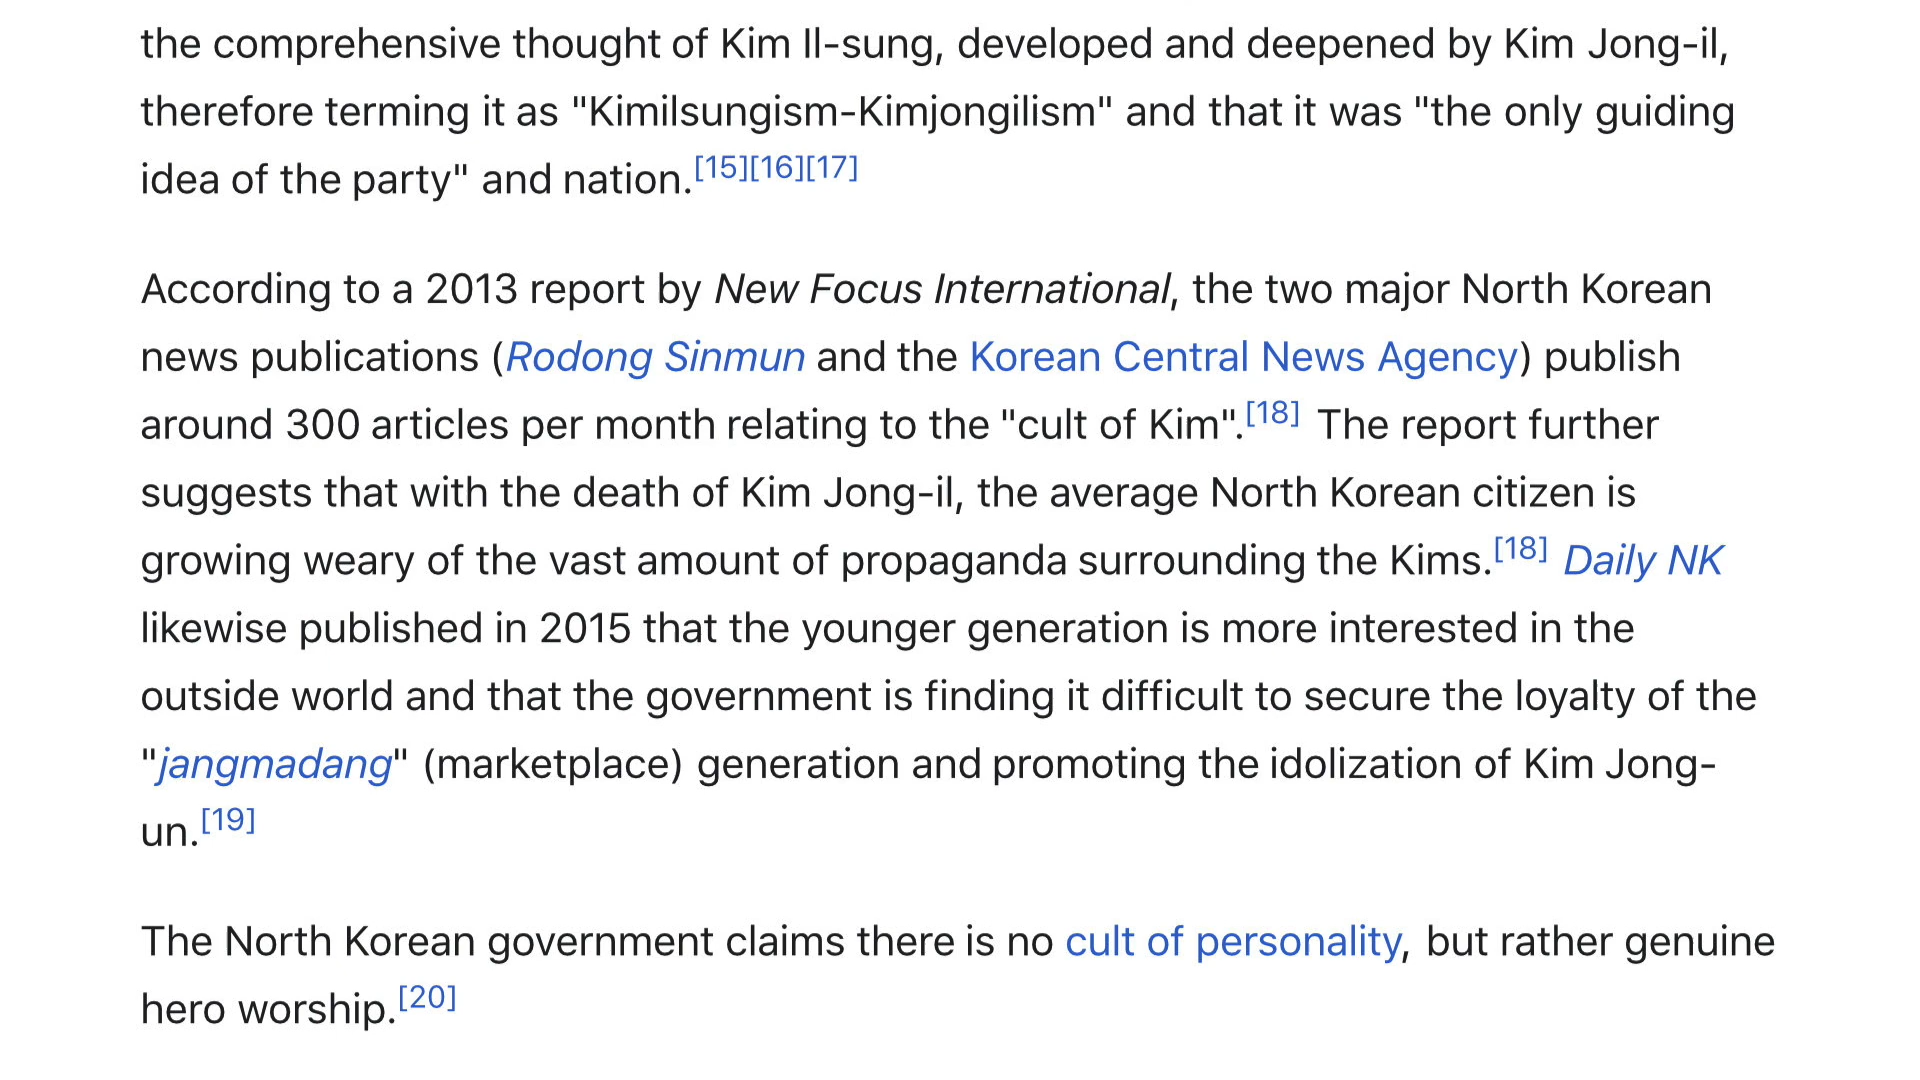 the comprehensive thought of Kim Il-sung, developed and deepened by Kim Jong-il,
therefore terming it as "Kimilsungism-Kimjongilism" and that it was "the only guiding
idea of the party" and nation.[15][16][17]
According to a 2013 report by New Focus International, the two major North Korean
news publications (Rodong Sinmun and the Korean Central News Agency) publish
around 300 articles per month relating to the "cult of Kim".[18] The report further
suggests that with the death of Kim Jong-il, the average North Korean citizen is
growing weary of the vast amount of propaganda surrounding the Kims.[18] Daily NK
likewise published in 2015 that the younger generation is more interested in the
outside world and that the government is finding it difficult to secure the loyalty of the
"jangmadang" (marketplace) generation and promoting the idolization of Kim Jong-
un.[19]
The North Korean government claims there is no cult of personality, but rather genuine
hero worship.[20]